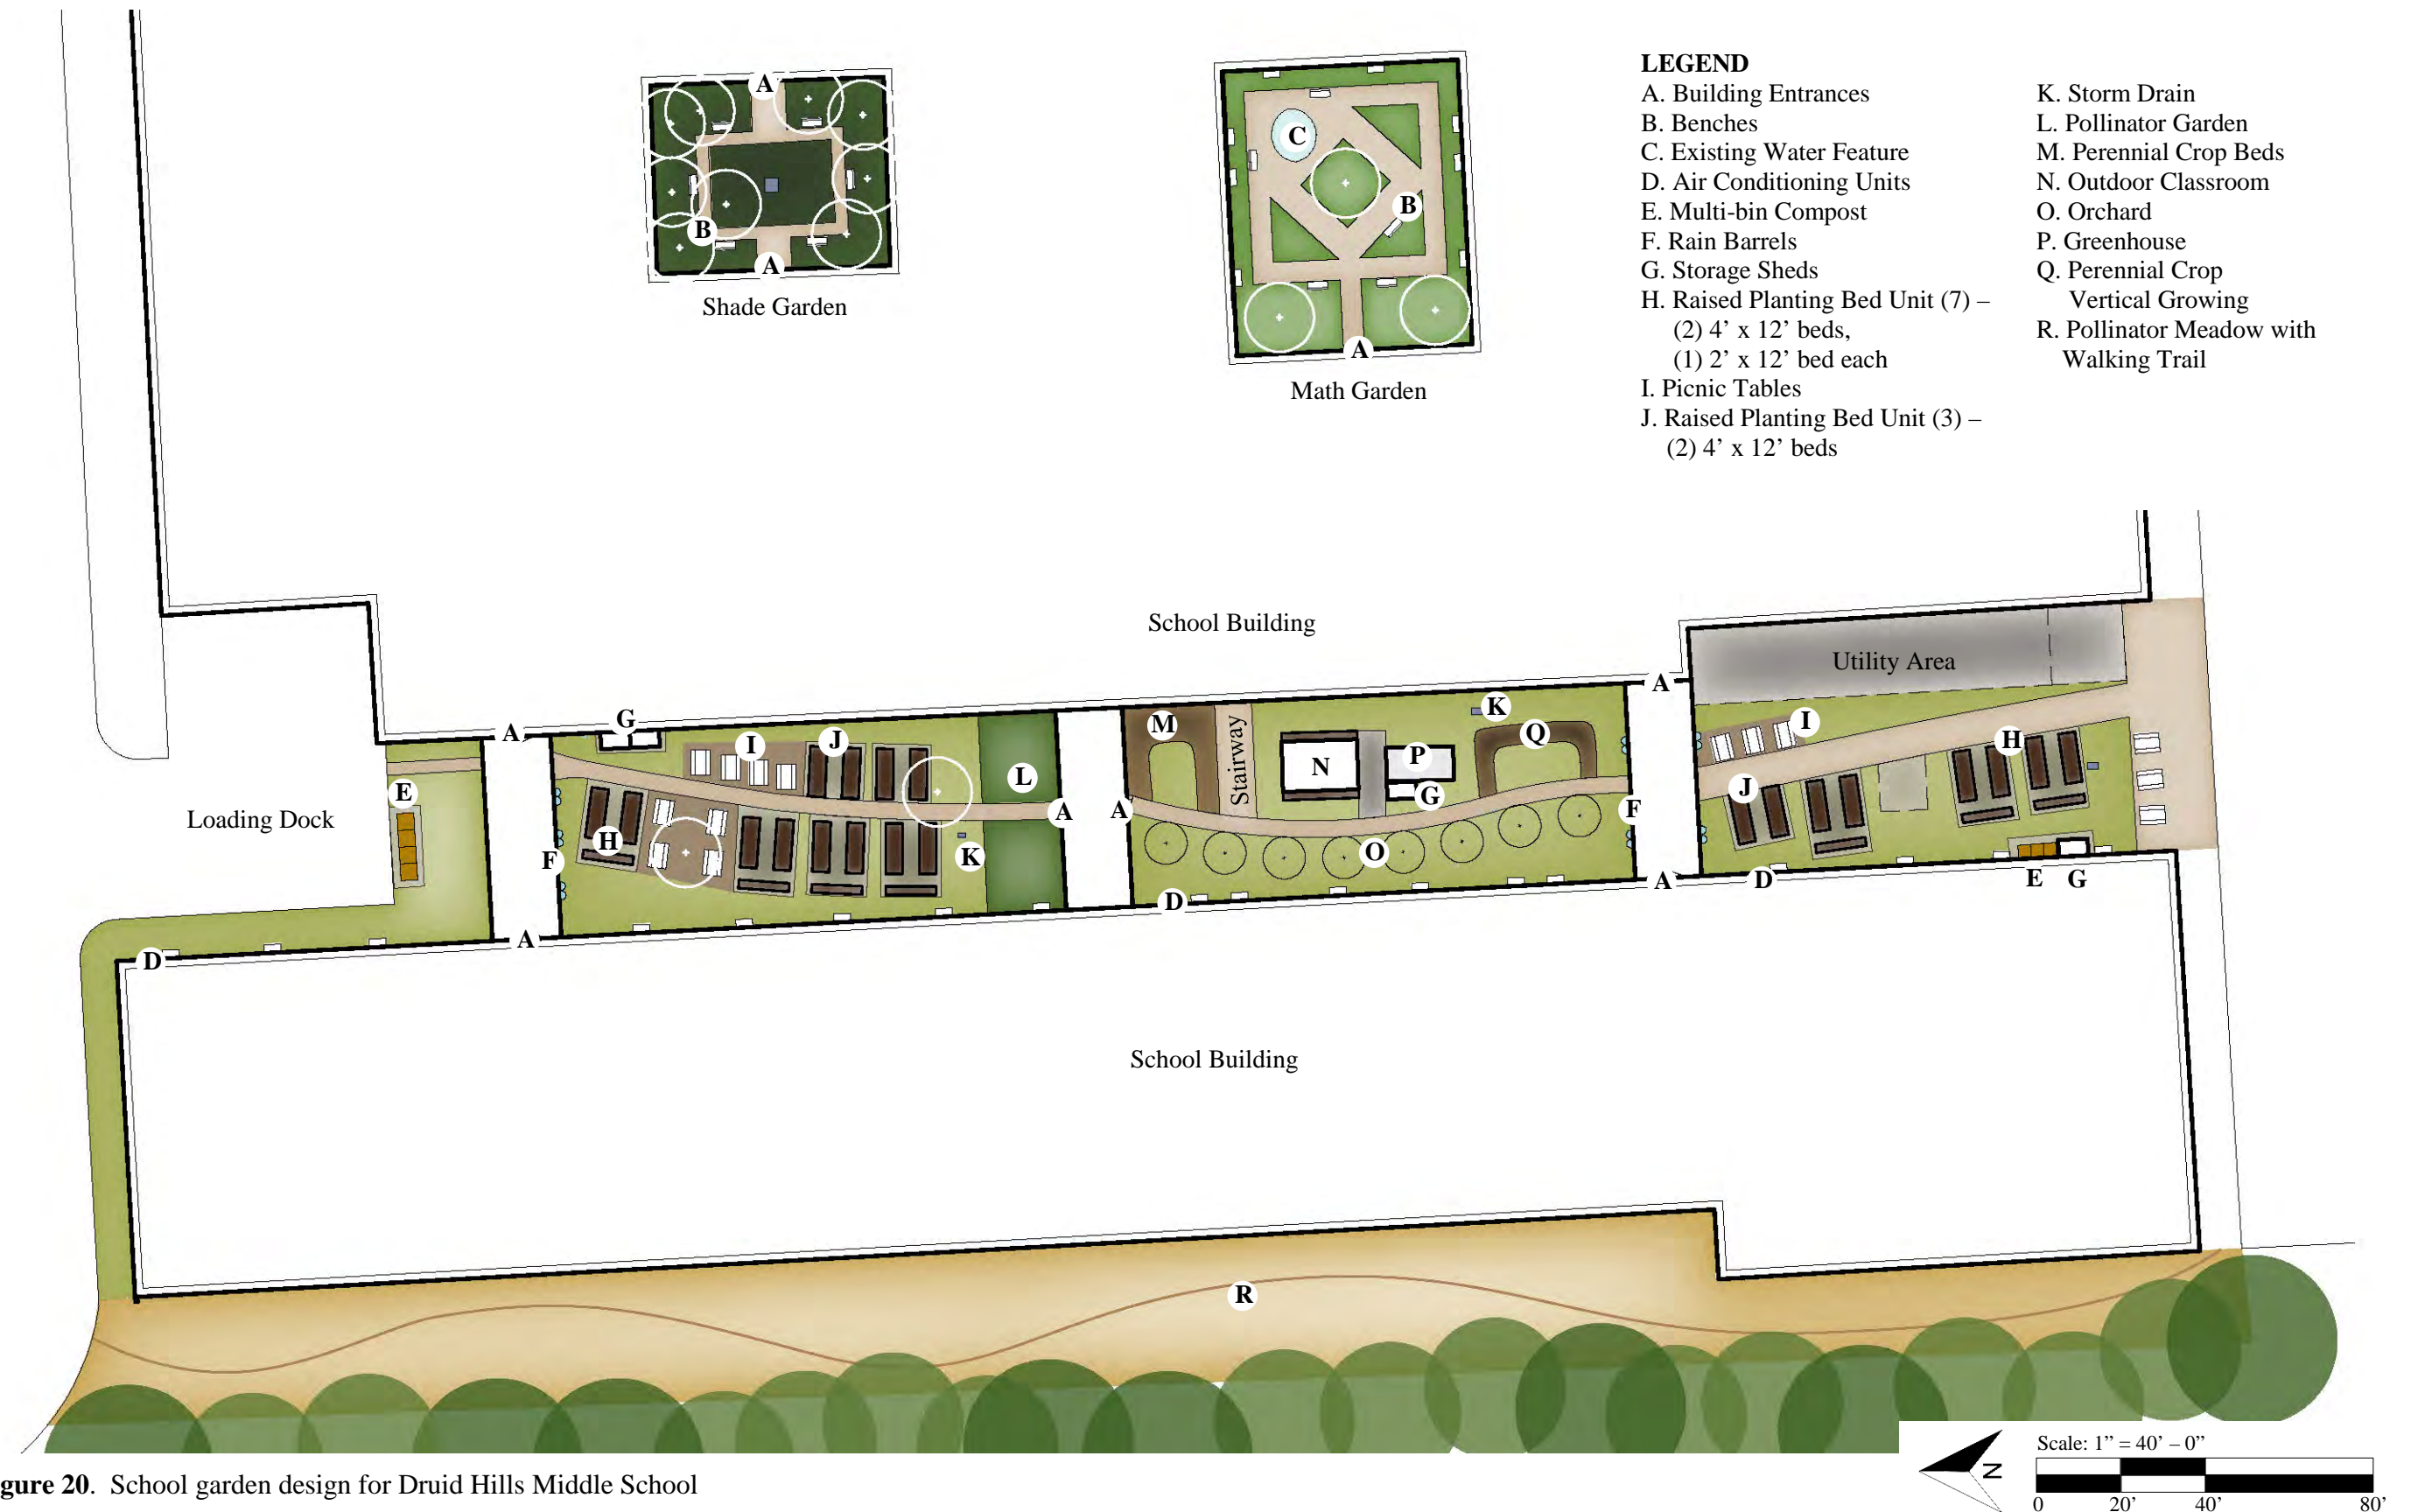 A
B
A
Shade Garden
C
B
A
Math Garden
LEGEND
A. Building Entrances
B. Benches
C. Existing Water Feature
D. Air Conditioning Units
E. Multi-bin Compost
F. Rain Barrels
G. Storage Sheds
H. Raised Planting Bed Unit (7) –
(2) 4’ x 12’ beds,
(1) 2’ x 12’ bed each
I. Picnic Tables
J. Raised Planting Bed Unit (3) –
(2) 4’ x 12’ beds
K. Storm Drain
L. Pollinator Garden
M. Perennial Crop Beds
N. Outdoor Classroom
O. Orchard
P. Greenhouse
Q. Perennial Crop
Vertical Growing
R. Pollinator Meadow with
Walking Trail
School Building
Utility Area
A
A
G
I
J
L
M
Stairway
N
P
G
K
Q
I
H
J
Loading Dock
E
H
F
K
A
A
O
F
D
A
D
E
G
D
A
School Building
R
N
Scale: 1” = 40’ – 0”
0 20’ 40’ 80’
gure 20. School garden design for Druid Hills Middle School